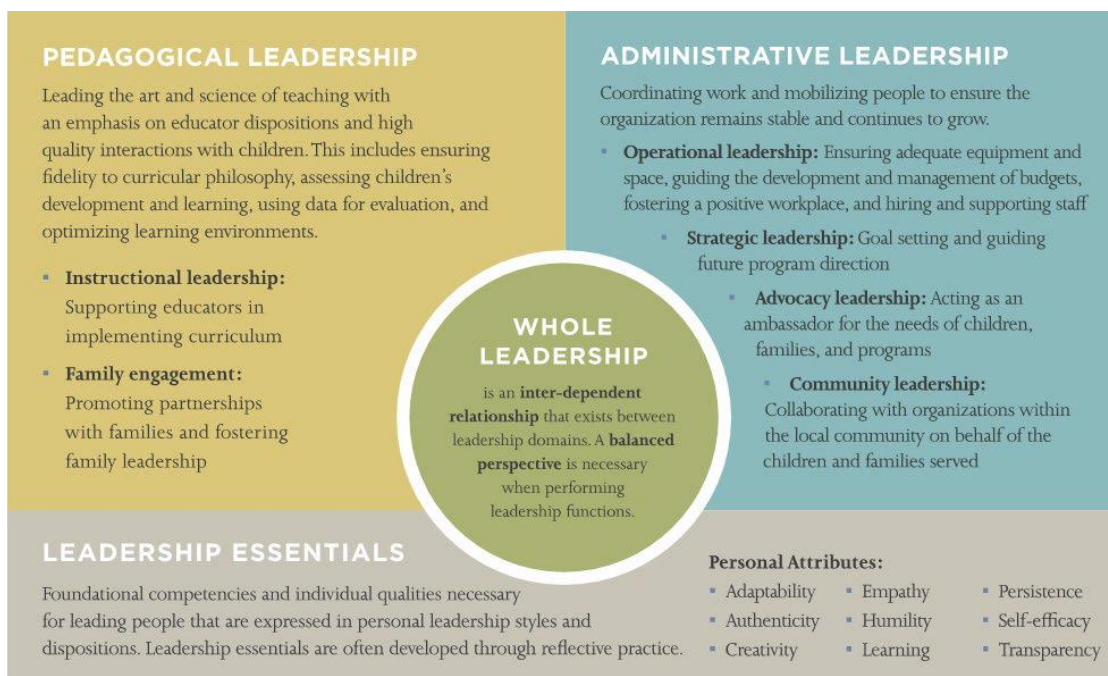 PEDAGOGICAL LEADERSHIP
Leading the art and science of teaching with
an emphasis on educator dispositions and high
quality interactions with children. This includes ensuring
fidelity to curricular philosophy, assessing children's
development and learning, using data for evaluation, and
optimizing learning environments.
▪ Instructional leadership:
Supporting educators in
implementing curriculum
▪ Family engagement:
Promoting partnerships
with families and fostering
family leadership
ADMINISTRATIVE LEADERSHIP
Coordinating work and mobilizing people to ensure the
organization remains stable and continues to grow.
▪ Operational leadership: Ensuring adequate equipment and
space, guiding the development and management of budgets,
fostering a positive workplace, and hiring and supporting staff
▪ Strategic leadership: Goal setting and guiding
future program direction
▪ Advocacy leadership: Acting as an
ambassador for the needs of children,
families, and programs
▪ Community leadership:
Collaborating with organizations within
the local community on behalf of the
children and families served
WHOLE
LEADERSHIP
is an inter-dependent
relationship that exists between
leadership domains. A balanced
perspective is necessary
when performing
leadership functions.
LEADERSHIP ESSENTIALS
Foundational competencies and individual qualities necessary
for leading people that are expressed in personal leadership styles and
dispositions. Leadership essentials are often developed through reflective practice.
Personal Attributes:
▪ Adaptability ▪ Empathy ▪ Persistence
▪ Authenticity ▪ Humility ▪ Self-efficacy
▪ Creativity ▪ Learning ▪ Transparency